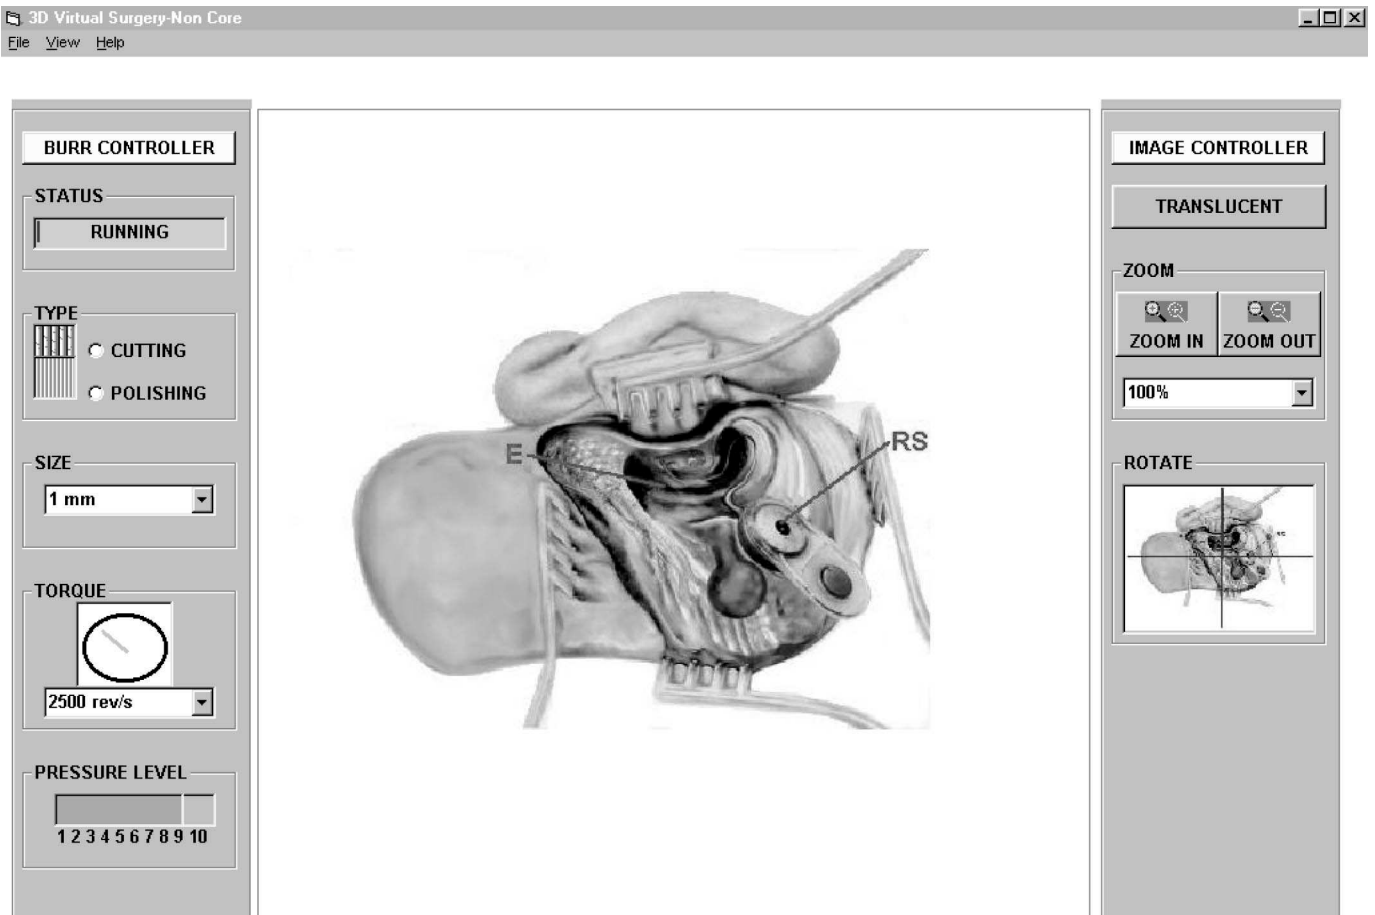 3D Virtual Surgery-Non Core
File View Help
BURR CONTROLLER
STATUS
RUNNING
TYPE
CUTTING
POLISHING
SIZE
1 mm
TORQUE
2500 rev/s
PRESSURE LEVEL
1 2 3 4 5 6 7 8 9 10
E
RS
IMAGE CONTROLLER
TRANSLUCENT
ZOOM
ZOOM IN ZOOM OUT
100%
ROTATE